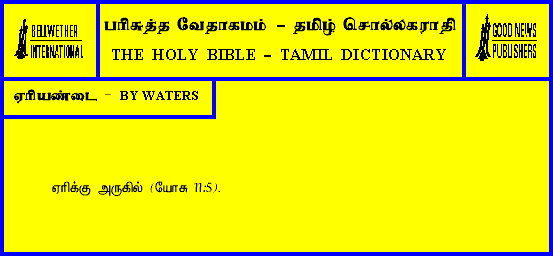 BELLWETHER
INTERNATIONAL
பரிசுத்த வேதாகமம் – தமிழ் சொல்லகராதி
THE HOLY BIBLE – TAMIL DICTIONARY
GOOD NEWS
PUBLISHERS
ஏரியண்டை - BY WATERS
ஏரிக்கு அருகில் (யோசு 11:5).